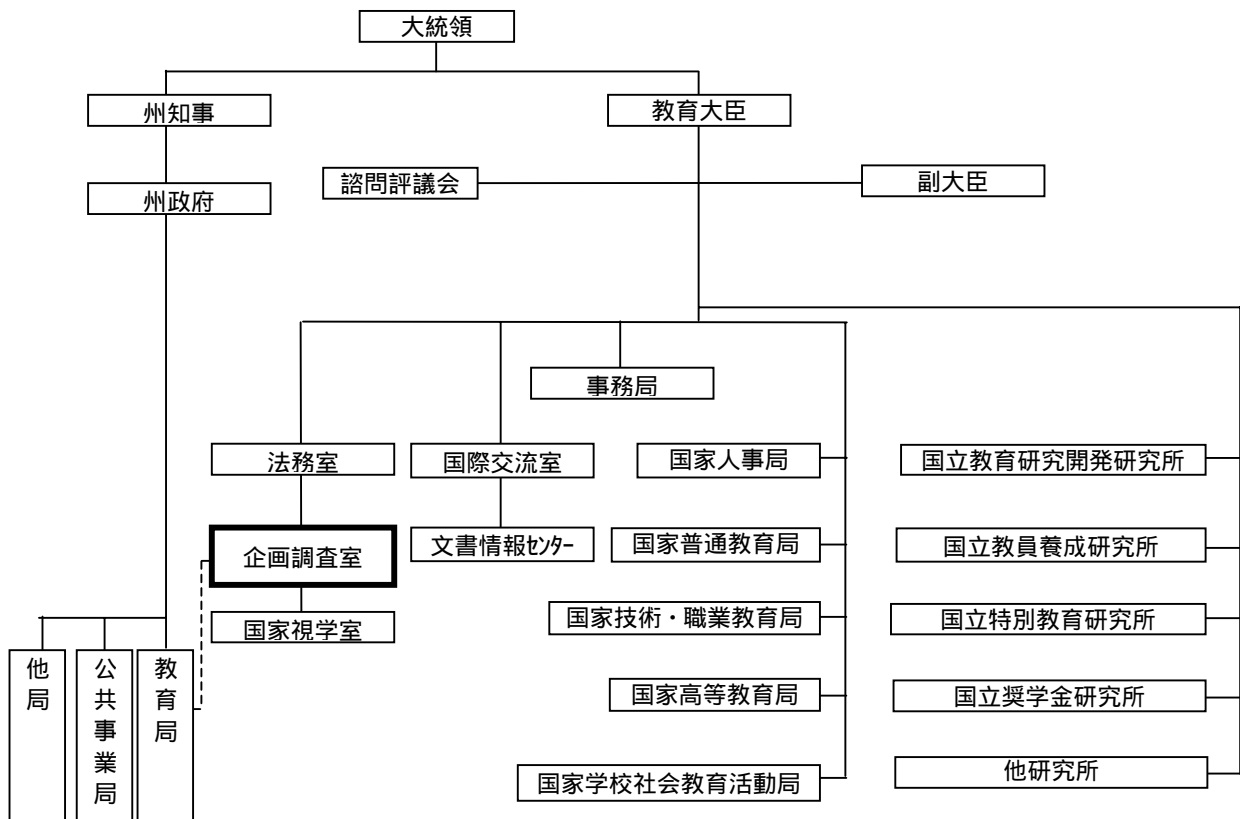 大統領
州知事
教育大臣
諮問評議会
副大臣
州政府
事務局
法務室
国際交流室
国家人事局
国立教育研究開発研究所
企画調査室
文書情報ｾﾝﾀｰ
国家普通教育局
国立教員養成研究所
国家視学室
国家技術・職業教育局
国立特別教育研究所
他局
公共事業局
教育局
国家高等教育局
国立奨学金研究所
国家学校社会教育活動局
他研究所